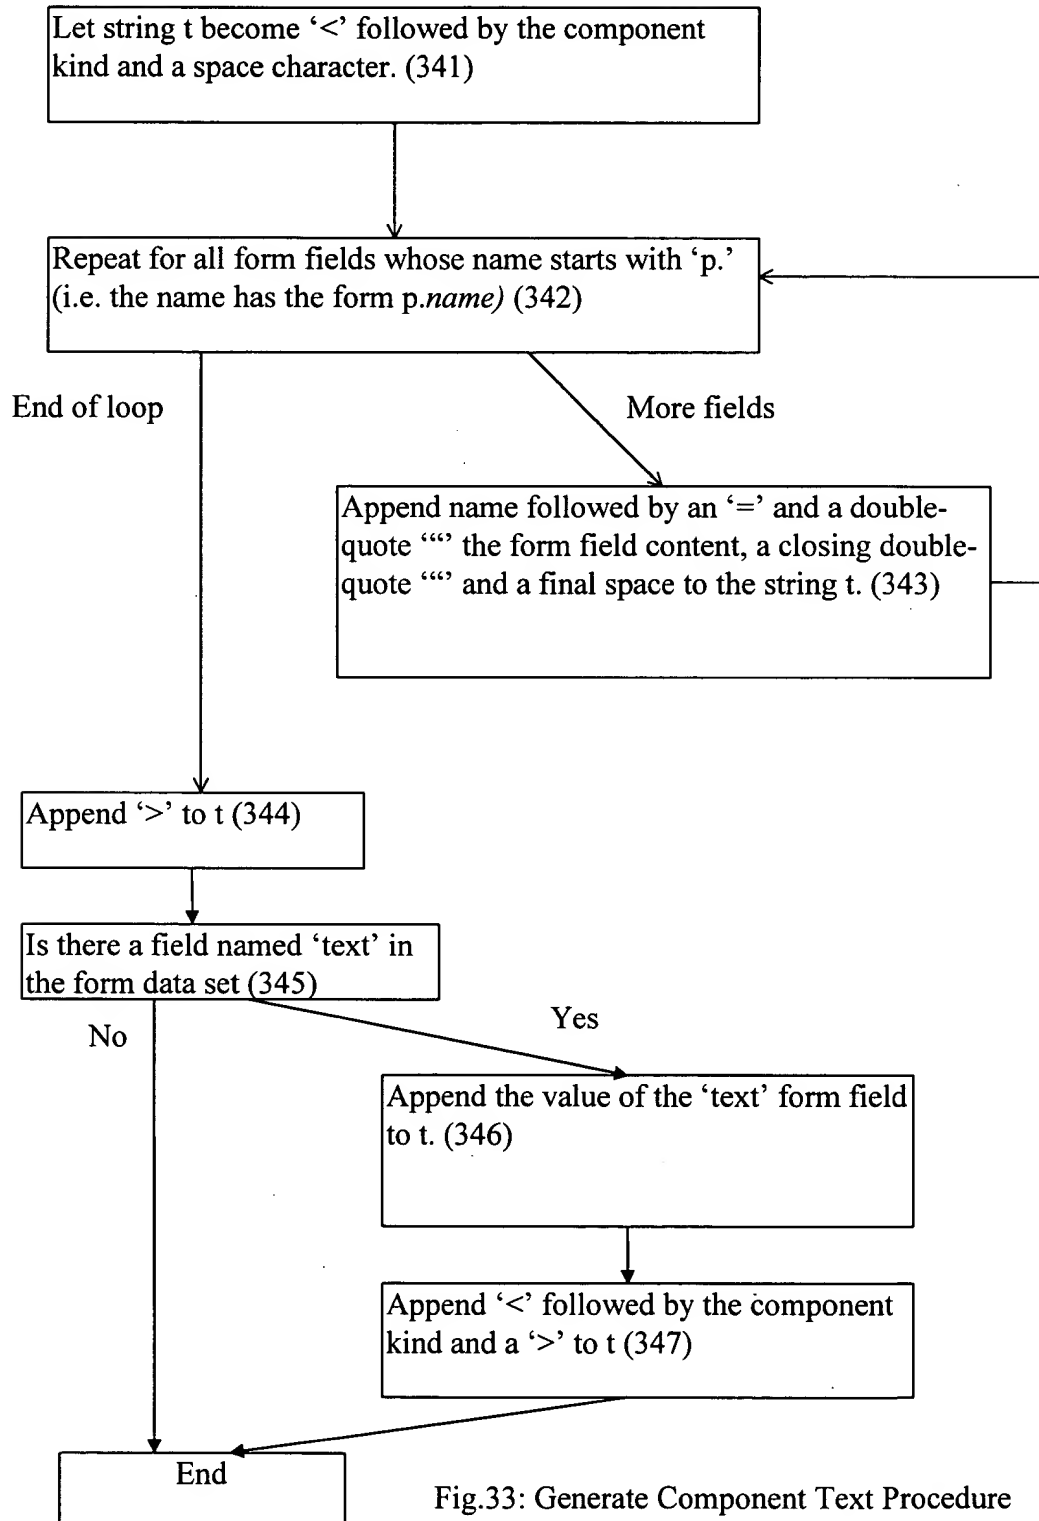 Let string t become ‘<’ followed by the component
kind and a space character. (341)
Repeat for all form fields whose name starts with ‘p.’
(i.e. the name has the form p.name) (342)
End of loop
More fields
Append name followed by an ‘=’ and a double-
quote ““’ the form field content, a closing double-
quote ““’ and a final space to the string t. (343)
Append ‘>’ to t (344)
Is there a field named ‘text’ in
the form data set (345)
No
Yes
Append the value of the ‘text’ form field
to t. (346)
Append ‘<’ followed by the component
kind and a ‘>’ to t (347)
End
Fig.33: Generate Component Text Procedure